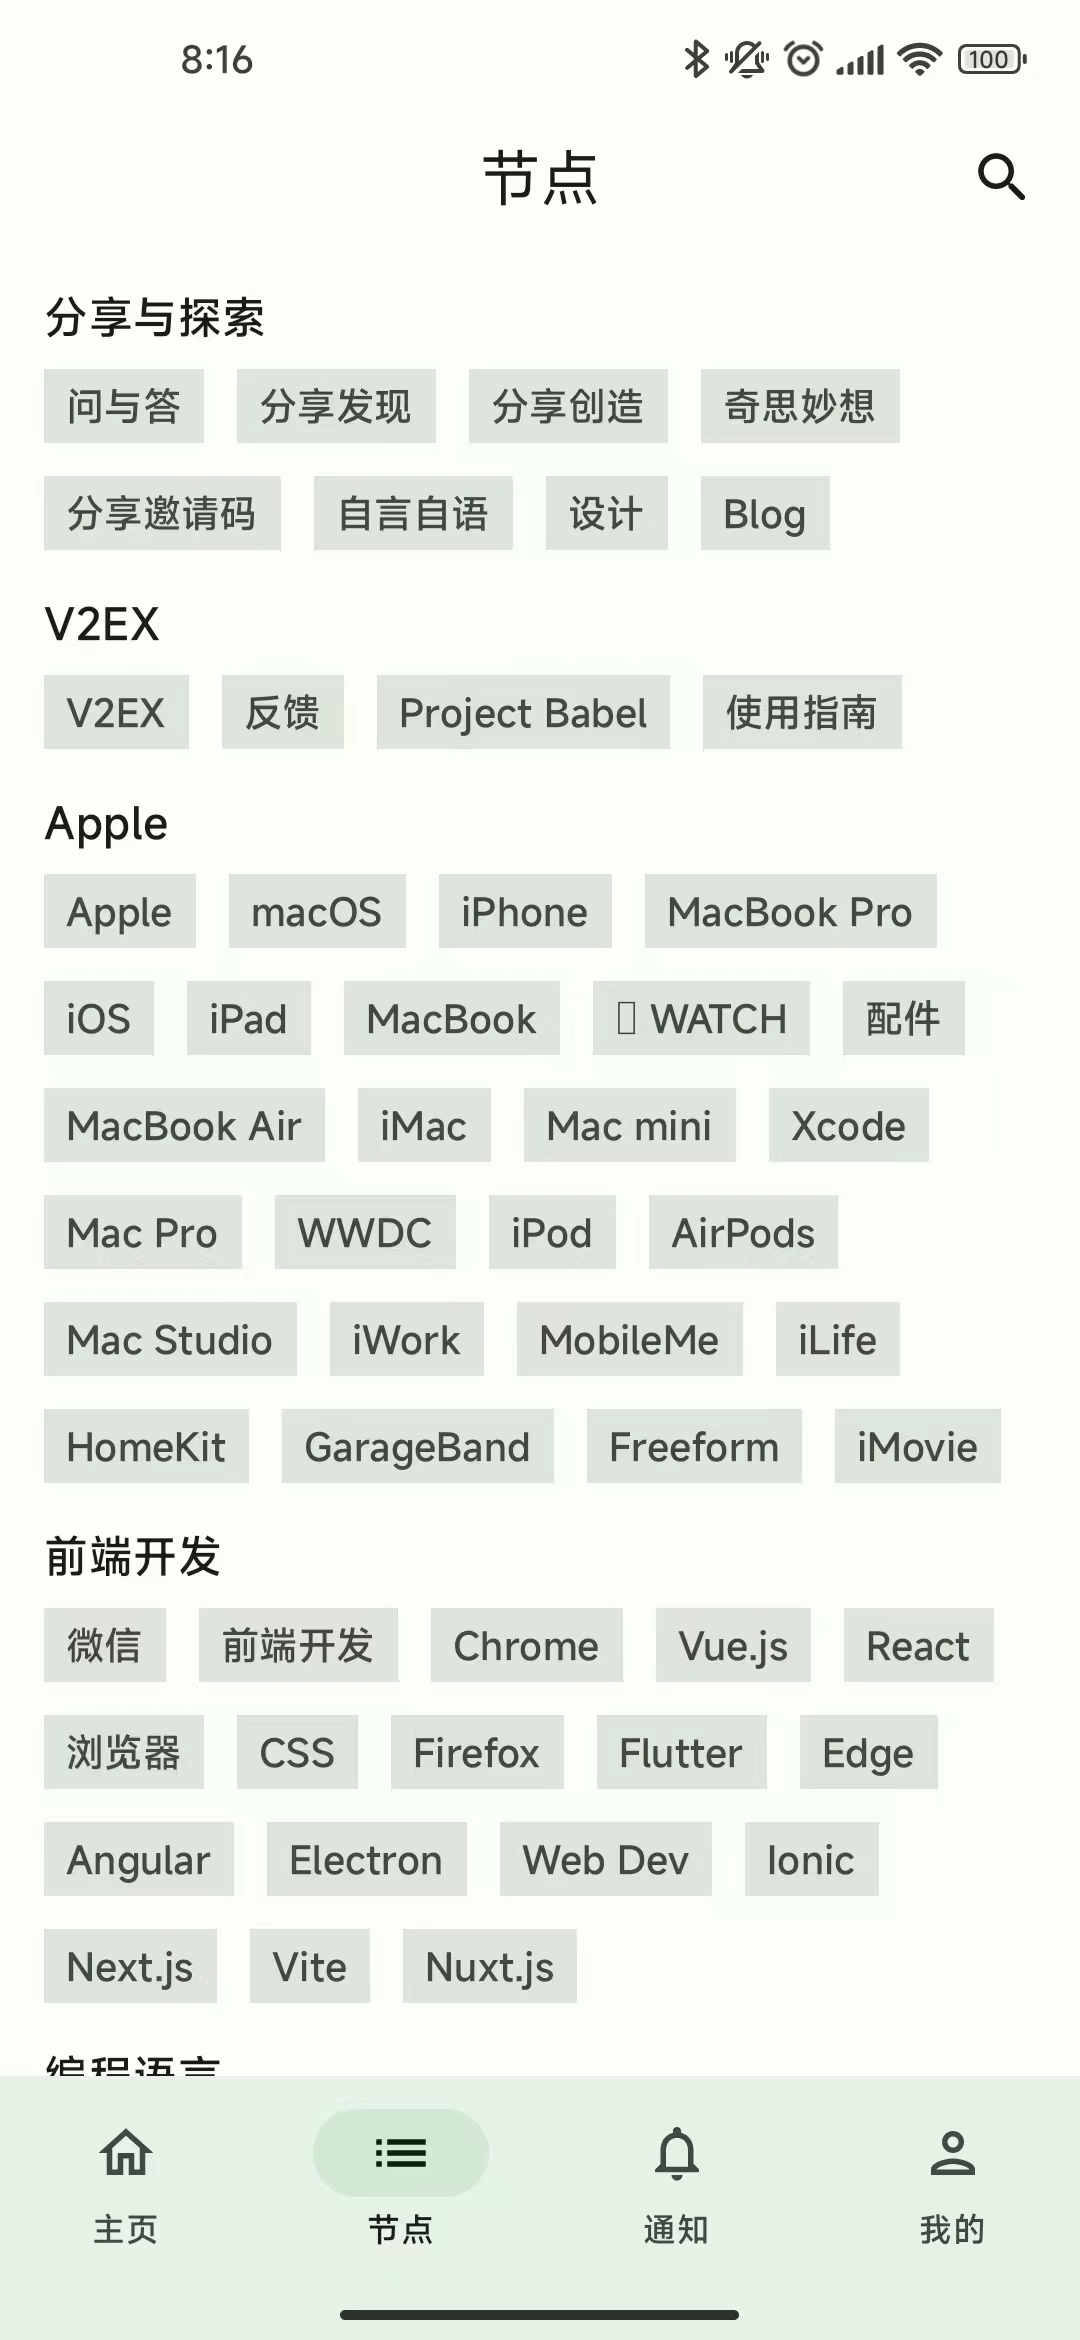 8:16
100
节点
分享与探索
问与答 分享发现 分享创造 奇思妙想
分享邀请码 自言自语 设计 Blog
V2EX
V2EX 反馈 Project Babel 使用指南
Apple
Apple macOS iPhone MacBook Pro
iOS iPad MacBook WATCH 配件
MacBook Air iMac Mac mini Xcode
Mac Pro WWDC iPod AirPods
Mac Studio iWork MobileMe iLife
HomeKit GarageBand Freeform iMovie
前端开发
微信 前端开发 Chrome Vue.js React
浏览器 CSS Firefox Flutter Edge
Angular Electron Web Dev Ionic
Next.js Vite Nuxt.js
编程语言
主页 节点 通知 我的